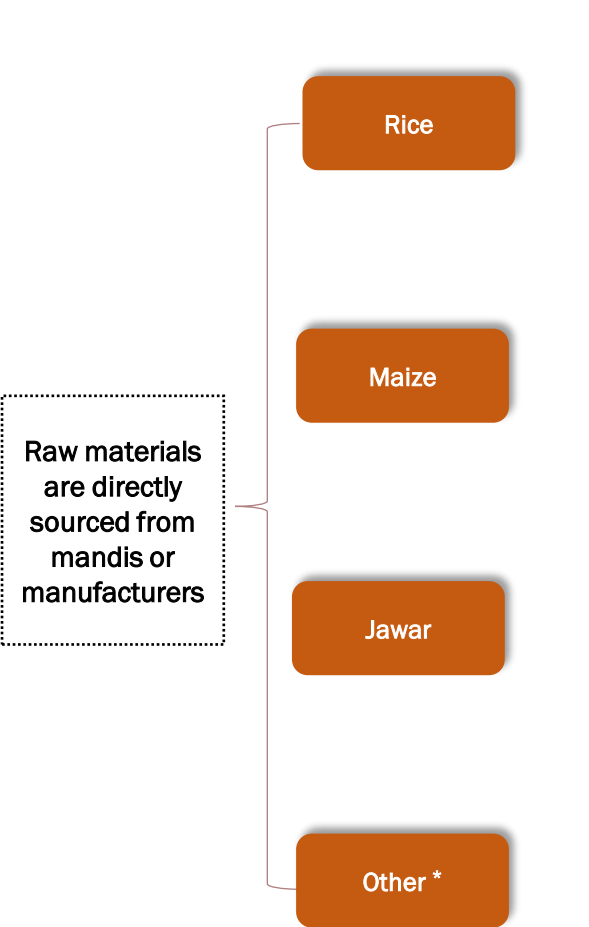 Rice
Maize
Raw materials
are directly
sourced from
mandis or
manufacturers
Jawar
Other *